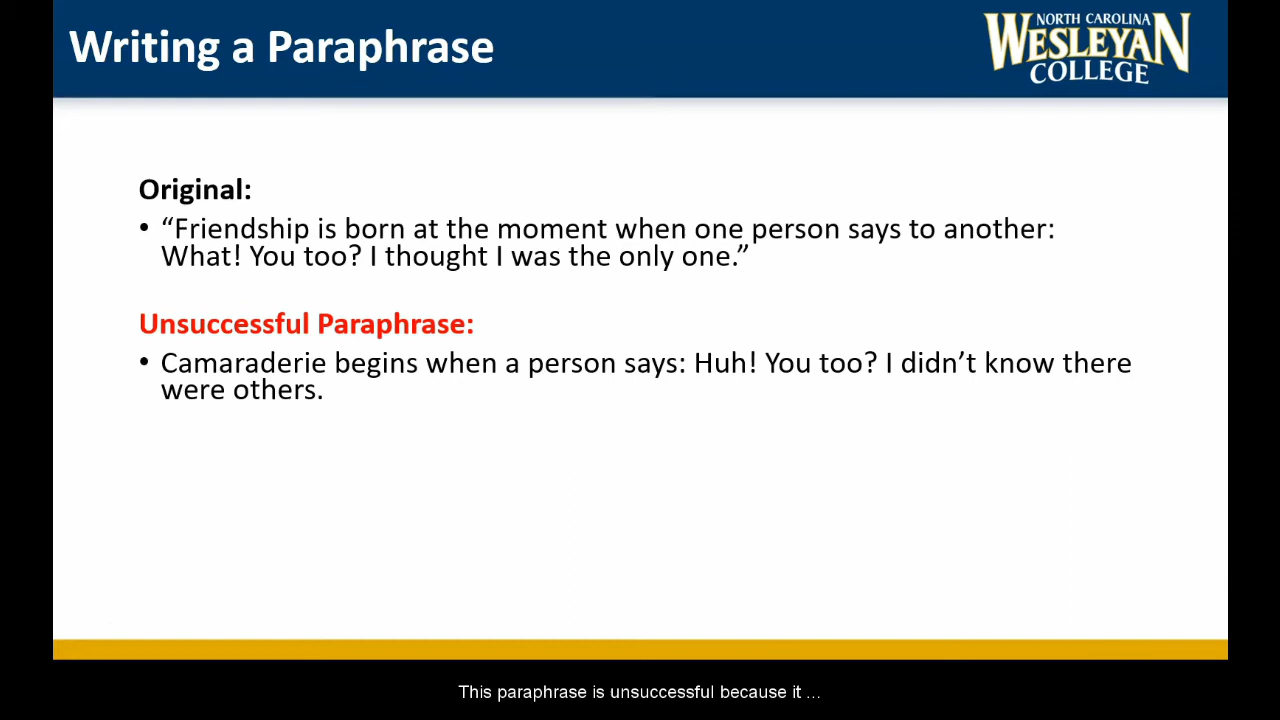 Writing a Paraphrase
NORTH CAROLINA
WESLEYAN
COLLEGE
Original:
• “Friendship is born at the moment when one person says to another:
What! You too? I thought I was the only one.”
Unsuccessful Paraphrase:
• Camaraderie begins when a person says: Huh! You too? I didn’t know there
were others.
This paraphrase is unsuccessful because it ...